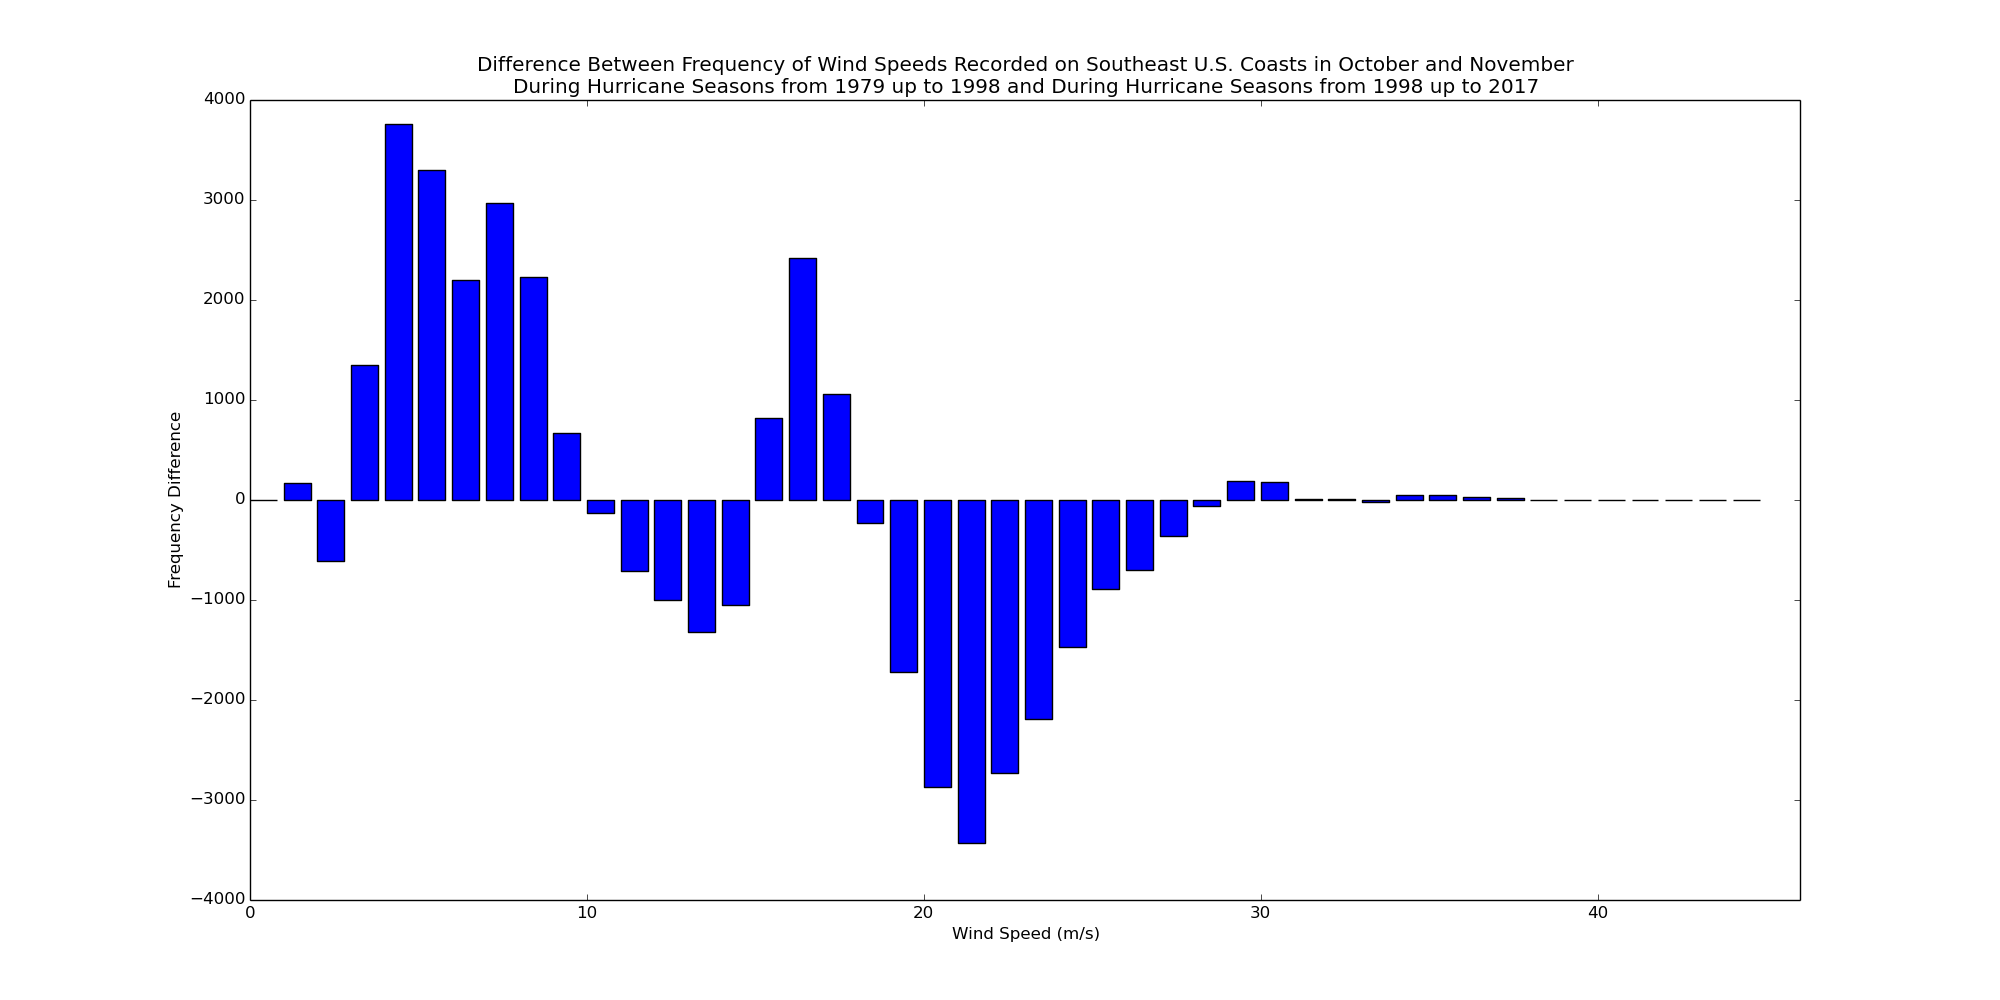 Difference Between Frequency of Wind Speeds Recorded on Southeast U.S. Coasts in October and November
During Hurricane Seasons from 1979 up to 1998 and During Hurricane Seasons from 1998 up to 2017
4000
3000
2000
1000
0
−1000
−2000
−3000
−4000
Frequency Difference
0 10 20 30 40
Wind Speed (m/s)